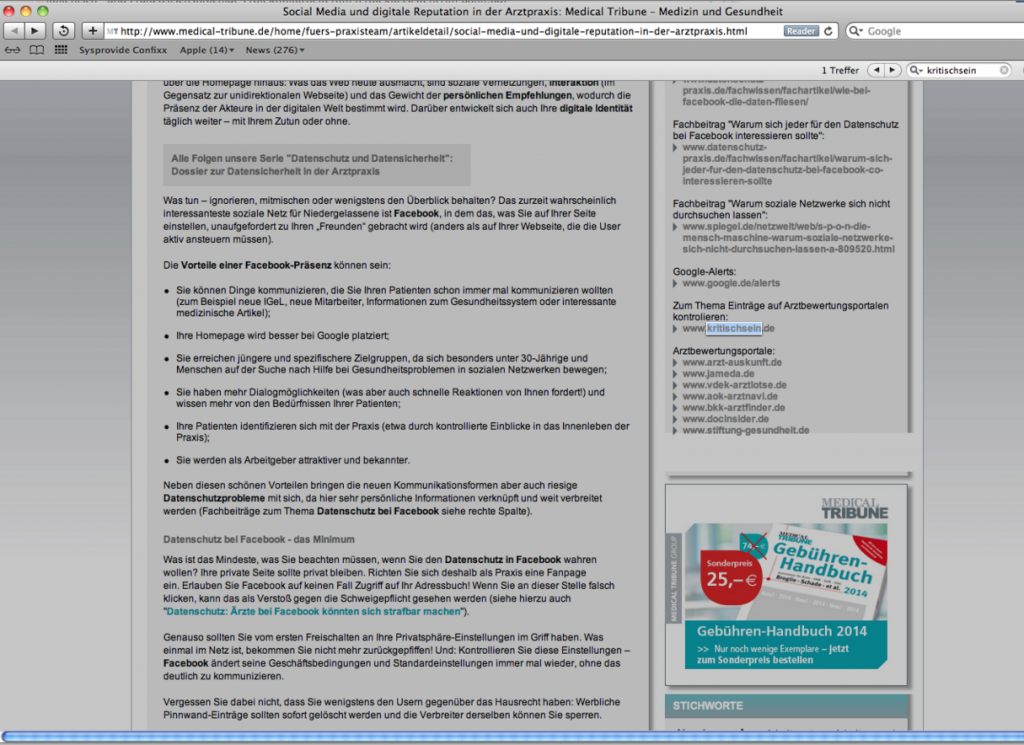 Social Media und digitale Reputation in der Arztpraxis: Medical Tribune – Medizin und Gesundheit
http://www.medical-tribune.de/home/fuers-praxisteam/artikeldetail/social-media-und-digitale-reputation-in-der-arztpraxis.html
Reader
Google
Sysprovide Confixx
Apple (14)
News (276)
1 Treffer
kritischsein
über die Homepage hinaus: Was das Web heute ausmacht, sind soziale Vernetzungen, Interaktion (im
Gegensatz zur unidirektionalen Webseite) und das Gewicht der persönlichen Empfehlungen, wodurch die
Präsenz der Akteure in der digitalen Welt bestimmt wird. Darüber entwickelt sich auch Ihre digitale Identität
täglich weiter – mit Ihrem Zutun oder ohne.
Alle Folgen unsere Serie "Datenschutz und Datensicherheit":
Dossier zur Datensicherheit in der Arztpraxis
Was tun – ignorieren, mitmischen oder wenigstens den Überblick behalten? Das zurzeit wahrscheinlich
interessanteste soziale Netz für Niedergelassene ist Facebook, in dem das, was Sie auf Ihrer Seite
einstellen, unaufgefordert zu Ihren „Freunden" gebracht wird (anders als auf Ihrer Webseite, die die User
aktiv ansteuern müssen).
Die Vorteile einer Facebook-Präsenz können sein:
Sie können Dinge kommunizieren, die Sie Ihren Patienten schon immer mal kommunizieren wollten
(zum Beispiel neue IGeL, neue Mitarbeiter, Informationen zum Gesundheitssystem oder interessante
medizinische Artikel);
Ihre Homepage wird besser bei Google platziert;
Sie erreichen jüngere und spezifischere Zielgruppen, da sich besonders unter 30-Jährige und
Menschen auf der Suche nach Hilfe bei Gesundheitsproblemen in sozialen Netzwerken bewegen;
Sie haben mehr Dialogmöglichkeiten (was aber auch schnelle Reaktionen von Ihnen fordert!) und
wissen mehr von den Bedürfnissen Ihrer Patienten;
Ihre Patienten identifizieren sich mit der Praxis (etwa durch kontrollierte Einblicke in das Innenleben der
Praxis);
Sie werden als Arbeitgeber attraktiver und bekannter.
Neben diesen schönen Vorteilen bringen die neuen Kommunikationsformen aber auch riesige
Datenschutzprobleme mit sich, da hier sehr persönliche Informationen verknüpft und weit verbreitet
werden (Fachbeiträge zum Thema Datenschutz bei Facebook siehe rechte Spalte).
Datenschutz bei Facebook - das Minimum
Was ist das Mindeste, was Sie beachten müssen, wenn Sie den Datenschutz in Facebook wahren
wollen? Ihre private Seite sollte privat bleiben. Richten Sie sich deshalb als Praxis eine Fanpage
ein. Erlauben Sie Facebook auf keinen Fall Zugriff auf Ihr Adressbuch! Wenn Sie an dieser Stelle falsch
klicken, kann das als Verstoß gegen die Schweigepflicht gesehen werden (siehe hierzu auch
"Datenschutz: Ärzte bei Facebook könnten sich strafbar machen").
Genauso sollten Sie vom ersten Freischalten an Ihre Privatsphäre-Einstellungen im Griff haben. Was
einmal im Netz ist, bekommen Sie nicht mehr zurückgepfiffen! Und: Kontrollieren Sie diese Einstellungen –
Facebook ändert seine Geschäftsbedingungen und Standardeinstellungen immer mal wieder, ohne das
deutlich zu kommunizieren.
Vergessen Sie dabei nicht, dass Sie wenigstens den Usern gegenüber das Hausrecht haben: Werbliche
Pinnwand-Einträge sollten sofort gelöscht werden und die Verbreiter derselben können Sie sperren.
www.datenschutz-
praxis.de/fachwissen/fachartikel/wie-bei-
facebook-die-daten-fliesen/
Fachbeitrag "Warum sich jeder für den Datenschutz
bei Facebook interessieren sollte":
www.datenschutz-
praxis.de/fachwissen/fachartikel/warum-sich-
jeder-fur-den-datenschutz-bei-facebook-co-
interessieren-sollte
Fachbeitrag "Warum soziale Netzwerke sich nicht
durchsuchen lassen":
www.spiegel.de/netzwelt/web/s-p-o-n-die-
mensch-maschine-warum-soziale-netzwerke-
sich-nicht-durchsuchen-lassen-a-809520.html
Google-Alerts:
www.google.de/alerts
Zum Thema Einträge auf Arztbewertungsportalen
kontrolieren:
www.kritischsein.de
Arztbewertungsportale:
www.arzt-auskunft.de
www.jameda.de
www.vdek-arztlotse.de
www.aok-arztnavi.de
www.bkk-arztfinder.de
www.docinsider.de
www.stiftung-gesundheit.de
MEDICAL
TRIBUNE
MEDICAL TRIBUNE GROUP
74,–€
Sonderpreis
25,–€
MEDICAL
TRIBUNE
Gebühren-
Handbuch
Broglie · Schade · et al. 2014
Gebühren-Handbuch 2014
>> Nur noch wenige Exemplare – jetzt
zum Sonderpreis bestellen
STICHWORTE